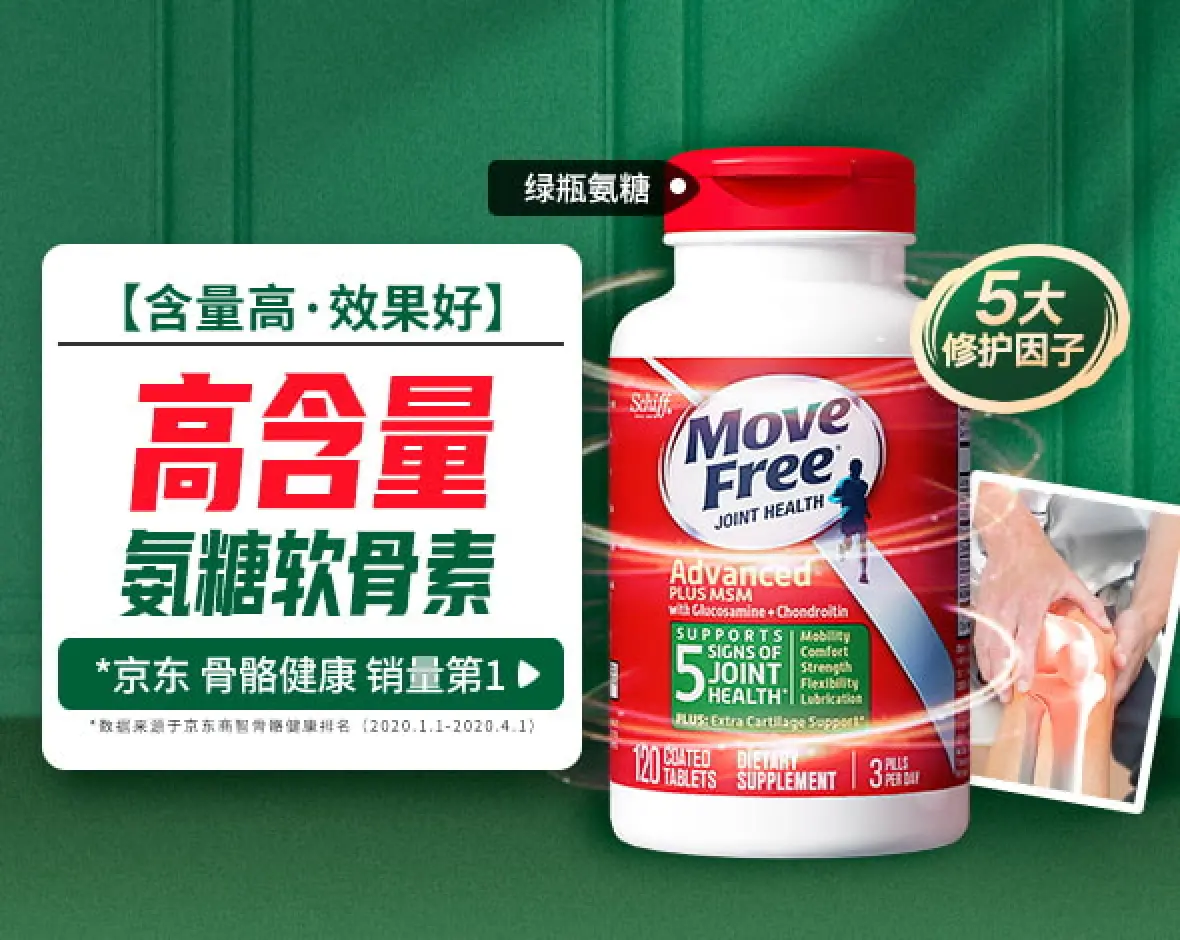 绿瓶氨糖
【含量高·效果好】
高含量
氨糖软骨素
*京东 骨骼健康 销量第1
*数据来源于京东商智骨骼健康排名（2020.1.1-2020.4.1）
5大
修护因子
Schiff.
Move
Free
JOINT HEALTH
Advanced
PLUS MSM
with Glucosamine + Chondroitin
SUPPORTS
5 SIGNS OF
JOINT
HEALTH*
Mobility
Comfort
Strength
Flexibility
Lubrication
PLUS: Extra Cartilage Support*
120 COATED
TABLETS
DIETARY
SUPPLEMENT
3 PILLS
PER DAY